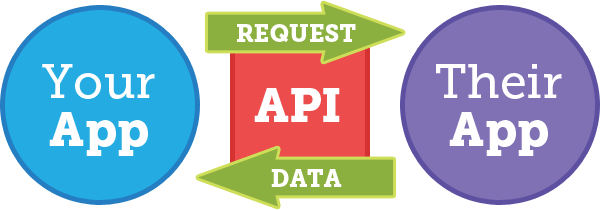 Your
App
REQUEST
API
DATA
Their
App